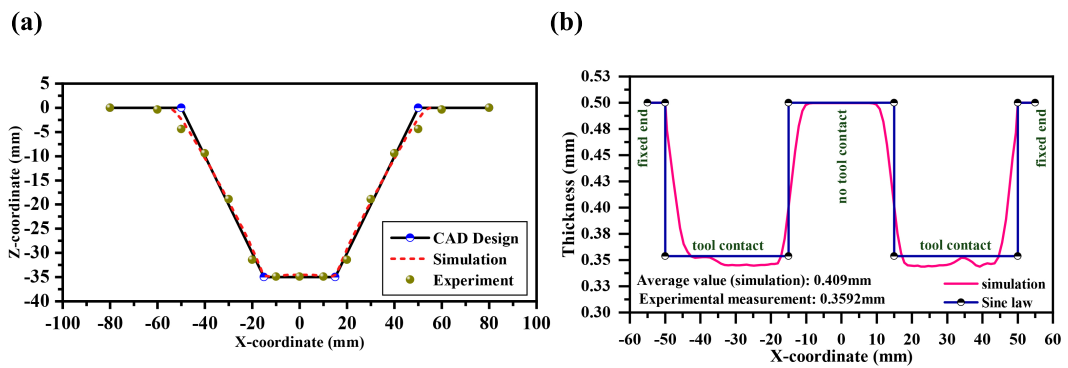 (a)
5
0
-5
-10
-15
-20
-25
-30
-35
-40
Z-coordinate (mm)
CAD Design
Simulation
Experiment
-100 -80 -60 -40 -20 0 20 40 60 80 100
X-coordinate (mm)
(b)
0.53
0.50
0.48
0.45
0.43
0.40
0.38
0.35
0.33
0.30
Thickness (mm)
fixed end
no tool contact
fixed end
tool contact
tool contact
Average value (simulation): 0.409mm
Experimental measurement: 0.3592mm
simulation
Sine law
-60 -50 -40 -30 -20 -10 0 10 20 30 40 50 60
X-coordinate (mm)